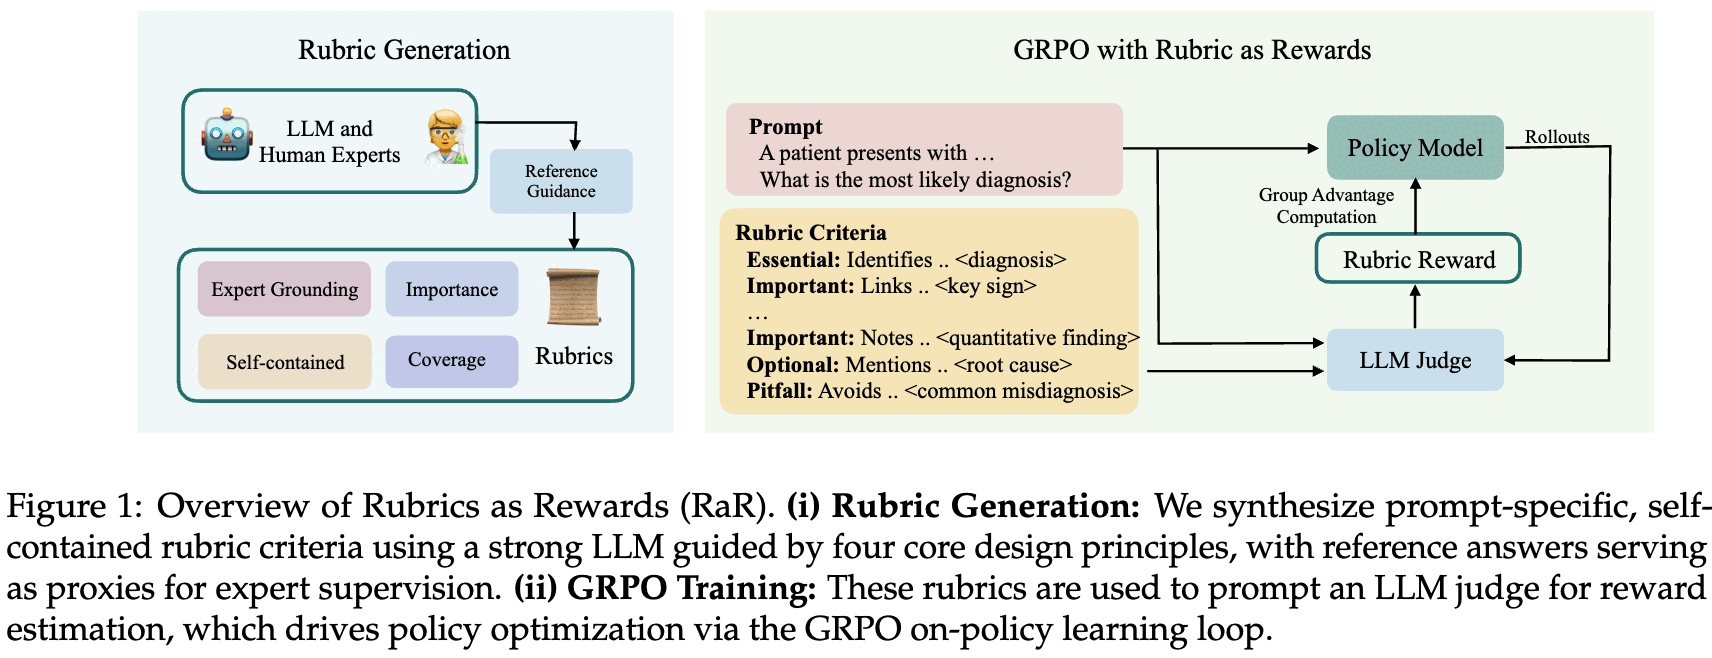 Rubric Generation
LLM and
Human Experts
Reference
Guidance
Expert Grounding
Importance
Self-contained
Coverage
Rubrics
GRPO with Rubric as Rewards
Prompt
A patient presents with …
What is the most likely diagnosis?
Rubric Criteria
Essential: Identifies .. <diagnosis>
Important: Links .. <key sign>
…
Important: Notes .. <quantitative finding>
Optional: Mentions .. <root cause>
Pitfall: Avoids .. <common misdiagnosis>
Policy Model
Rollouts
Group Advantage
Computation
Rubric Reward
LLM Judge
Figure 1: Overview of Rubrics as Rewards (RaR). (i) Rubric Generation: We synthesize prompt-specific, self-
contained rubric criteria using a strong LLM guided by four core design principles, with reference answers serving
as proxies for expert supervision. (ii) GRPO Training: These rubrics are used to prompt an LLM judge for reward
estimation, which drives policy optimization via the GRPO on-policy learning loop.